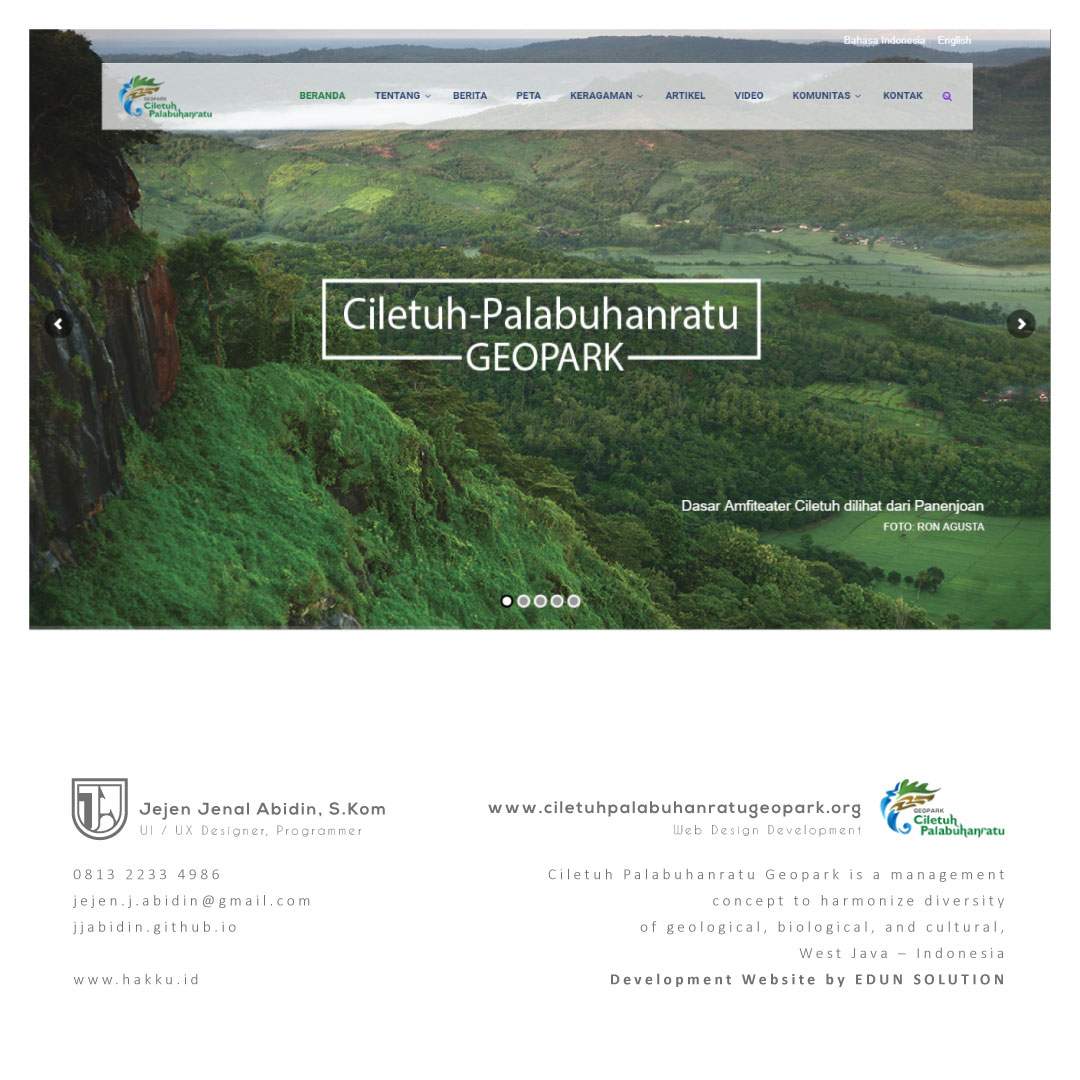 Bahasa Indonesia English
GEOPARK
Ciletuh
Palabuhanratu
BERANDA TENTANG BERITA PETA KERAGAMAN ARTIKEL VIDEO KOMUNITAS KONTAK
Ciletuh-Palabuhanratu
GEOPARK
Dasar Amfiteater Ciletuh dilihat dari Panenjoan
FOTO: RON AGUSTA
Jejen Jenal Abidin, S.Kom
UI / UX Designer, Programmer
0813 2233 4986
jejen.j.abidin@gmail.com
jjabidin.github.io
www.hakku.id
www.ciletuhpalabuhanratugeopark.org
Web Design Development
GEOPARK
Ciletuh
Palabuhanratu
Ciletuh Palabuhanratu Geopark is a management
concept to harmonize diversity
of geological, biological, and cultural,
West Java – Indonesia
Development Website by EDUN SOLUTION